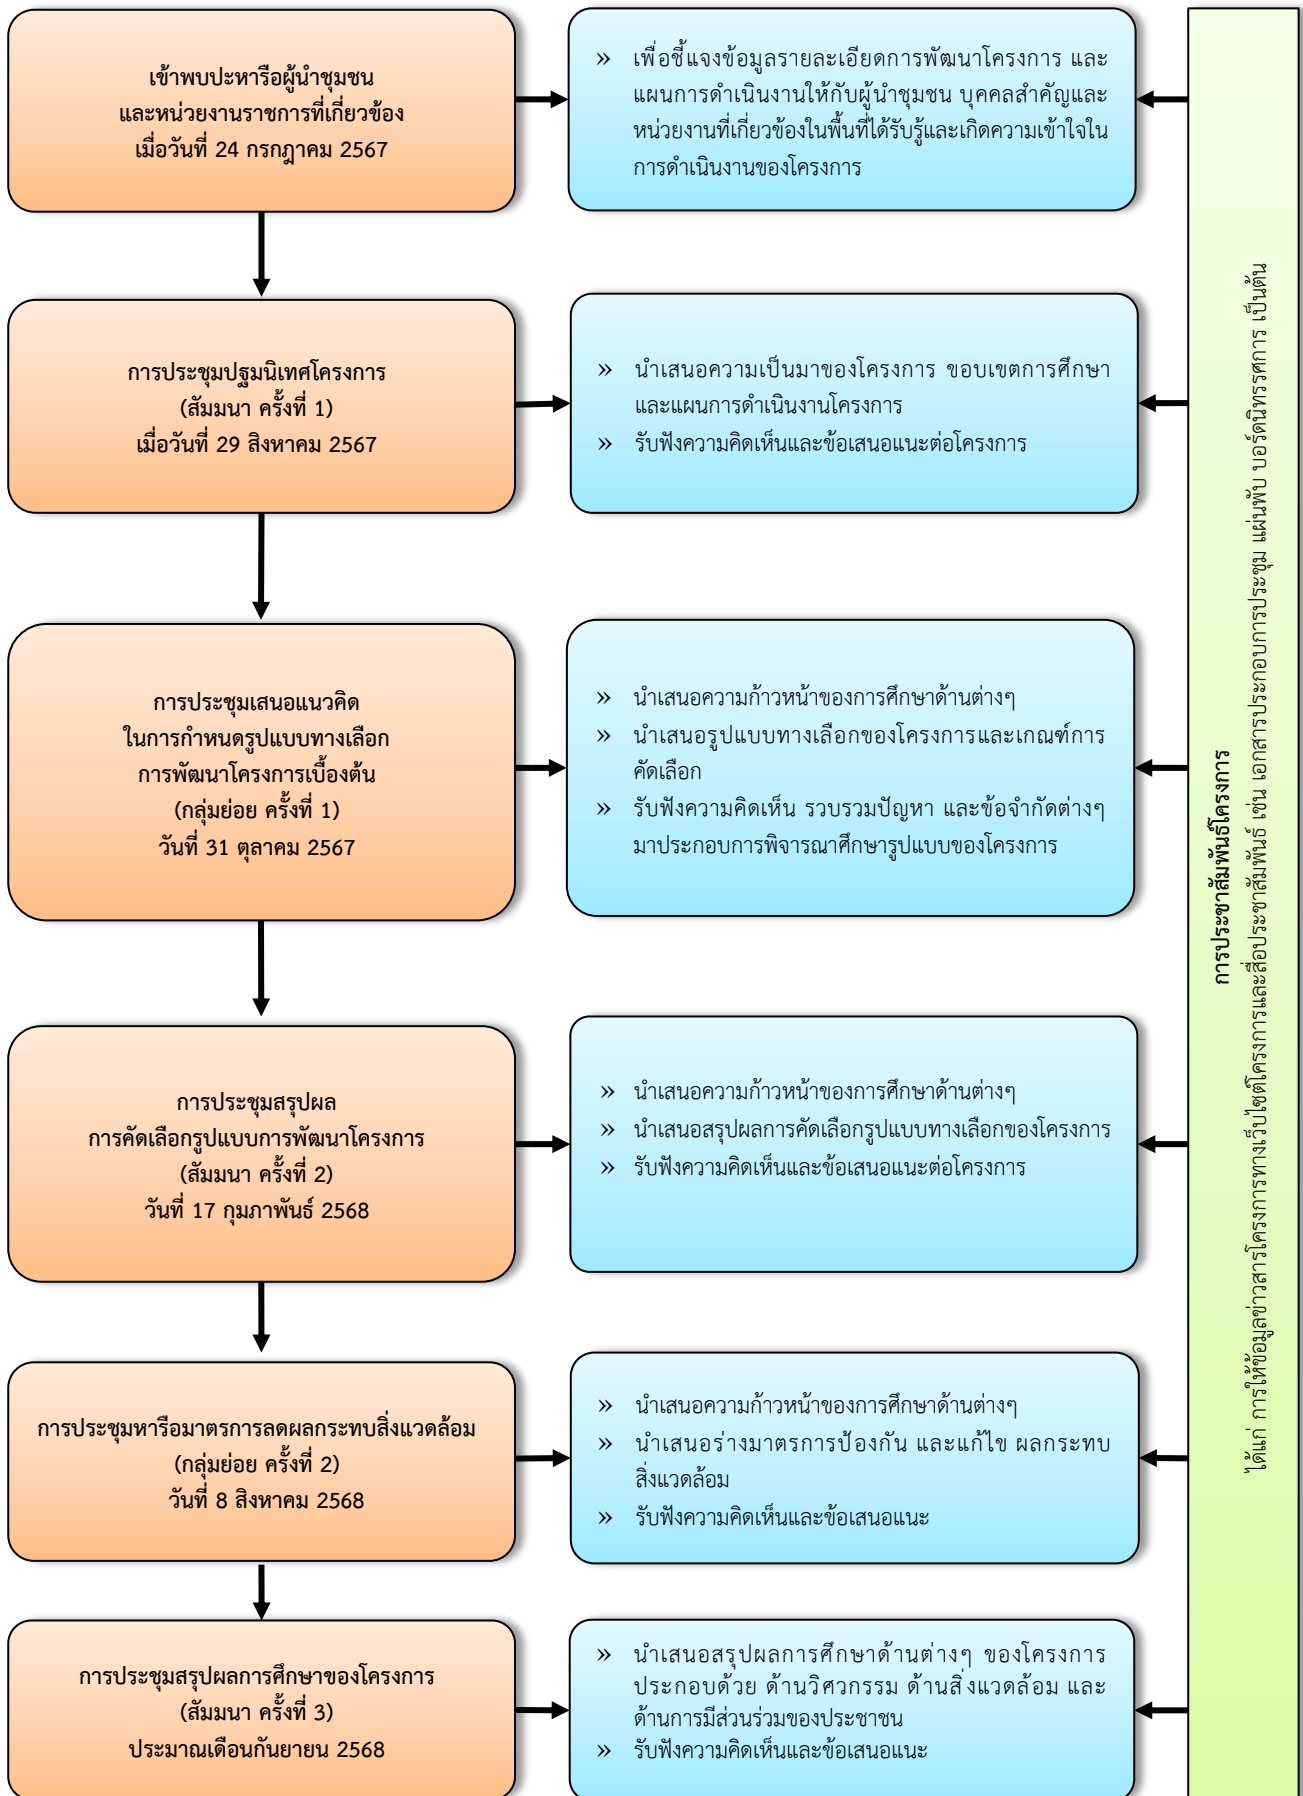 เข้าพบปะหารือผู้นำชุมชน
และหน่วยงานราชการที่เกี่ยวข้อง
เมื่อวันที่ 24 กรกฎาคม 2567
» เพื่อชี้แจงข้อมูลรายละเอียดการพัฒนาโครงการ และ
แผนการดำเนินงานให้กับผู้นำชุมชน บุคคลสำคัญและ
หน่วยงานที่เกี่ยวข้องในพื้นที่ได้รับรู้และเกิดความเข้าใจใน
การดำเนินงานของโครงการ
การประชุมปฐมนิเทศโครงการ
(สัมมนา ครั้งที่ 1)
เมื่อวันที่ 29 สิงหาคม 2567
» นำเสนอความเป็นมาของโครงการ ขอบเขตการศึกษา
และแผนการดำเนินงานโครงการ
» รับฟังความคิดเห็นและข้อเสนอแนะต่อโครงการ
การประชุมเสนอแนวคิด
ในการกำหนดรูปแบบทางเลือก
การพัฒนาโครงการเบื้องต้น
(กลุ่มย่อย ครั้งที่ 1)
วันที่ 31 ตุลาคม 2567
» นำเสนอความก้าวหน้าของการศึกษาด้านต่างๆ
» นำเสนอรูปแบบทางเลือกของโครงการและเกณฑ์การ
คัดเลือก
» รับฟังความคิดเห็น รวบรวมปัญหา และข้อจำกัดต่างๆ
มาประกอบการพิจารณาศึกษารูปแบบของโครงการ
การประชุมสรุปผล
การคัดเลือกรูปแบบการพัฒนาโครงการ
(สัมมนา ครั้งที่ 2)
วันที่ 17 กุมภาพันธ์ 2568
» นำเสนอความก้าวหน้าของการศึกษาด้านต่างๆ
» นำเสนอสรุปผลการคัดเลือกรูปแบบทางเลือกของโครงการ
» รับฟังความคิดเห็นและข้อเสนอแนะต่อโครงการ
การประชุมหารือมาตรการลดผลกระทบสิ่งแวดล้อม
(กลุ่มย่อย ครั้งที่ 2)
วันที่ 8 สิงหาคม 2568
» นำเสนอความก้าวหน้าของการศึกษาด้านต่างๆ
» นำเสนอร่างมาตรการป้องกัน และแก้ไข ผลกระทบ
สิ่งแวดล้อม
» รับฟังความคิดเห็นและข้อเสนอแนะ
การประชุมสรุปผลการศึกษาของโครงการ
(สัมมนา ครั้งที่ 3)
ประมาณเดือนกันยายน 2568
» นำเสนอสรุปผลการศึกษาด้านต่างๆ ของโครงการ
ประกอบด้วย ด้านวิศวกรรม ด้านสิ่งแวดล้อม และ
ด้านการมีส่วนร่วมของประชาชน
» รับฟังความคิดเห็นและข้อเสนอแนะ
การประชาสัมพันธ์โครงการ
ได้แก่ การให้ข้อมูลข่าวสารโครงการทางเว็บไซต์โครงการและสื่อประชาสัมพันธ์ เช่น เอกสารประกอบการประชุม แผ่นพับ บอร์ดนิทรรศการ เป็นต้น